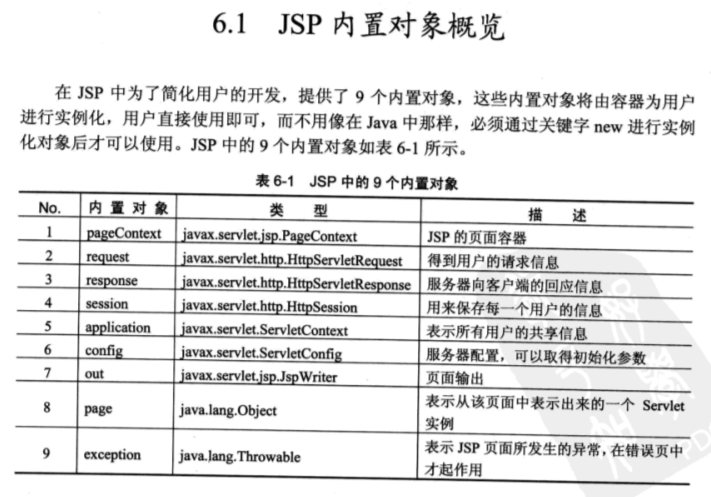 6.1 JSP 内置对象概览
在 JSP 中为了简化用户的开发，提供了 9 个内置对象，这些内置对象将由容器为用户
进行实例化，用户直接使用即可，而不用像在 Java 中那样，必须通过关键字 new 进行实例
化对象后才可以使用。JSP 中的 9 个内置对象如表 6-1 所示。
表 6-1 JSP 中的 9 个内置对象
No. 内置对象 类型 描述
1 pageContext javax.servlet.jsp.PageContext JSP 的页面容器
2 request javax.servlet.http.HttpServletRequest 得到用户的请求信息
3 response javax.servlet.http.HttpServletResponse 服务器向客户端的回应信息
4 session javax.servlet.http.HttpSession 用来保存每一个用户的信息
5 application javax.servlet.ServletContext 表示所有用户的共享信息
6 config javax.servlet.ServletConfig 服务器配置，可以取得初始化参数
7 out javax.servlet.jsp.JspWriter 页面输出
8 page java.lang.Object 表示从该页面中表示出来的一个 Servlet
实例
9 exception java.lang.Throwable 表示 JSP 页面所发生的异常，在错误页中
才起作用